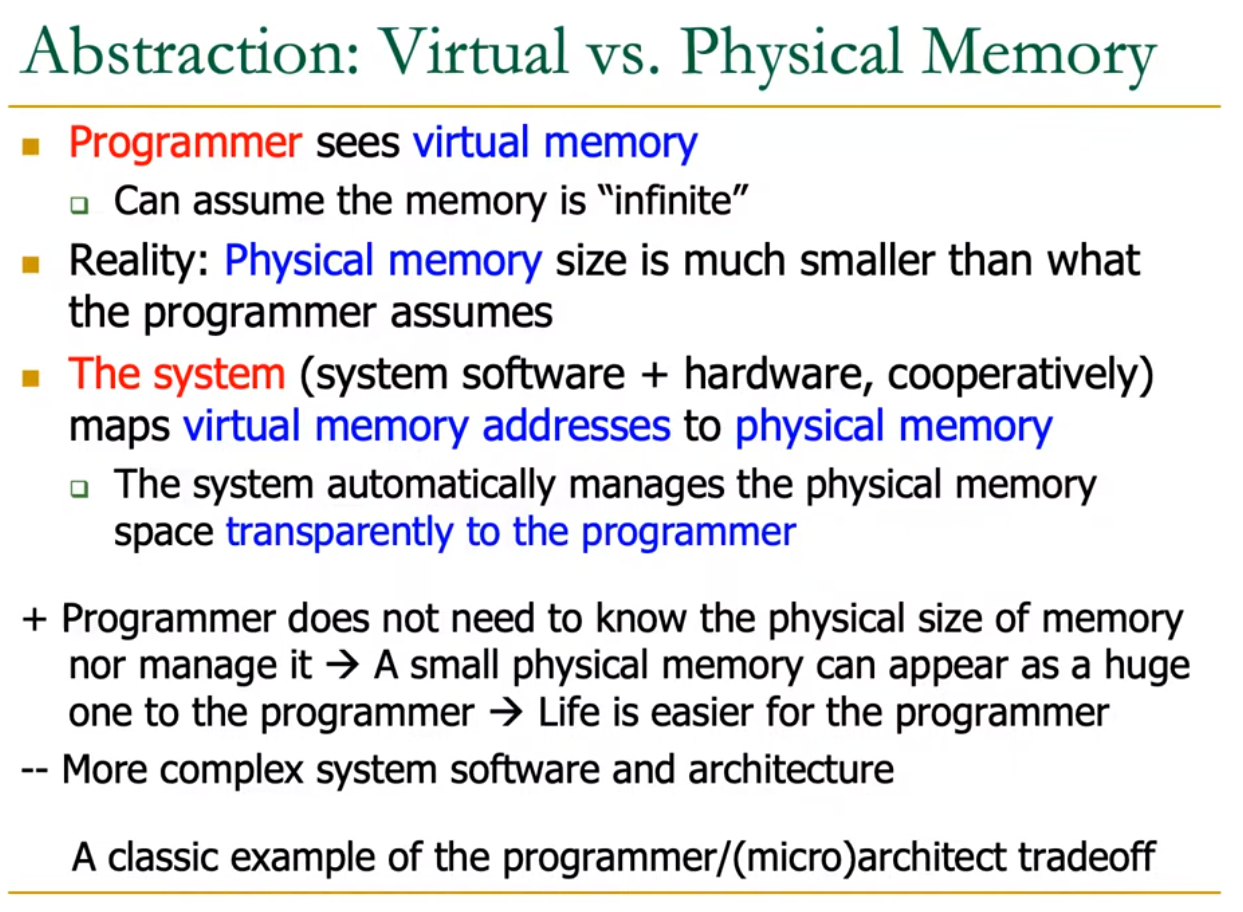 Abstraction: Virtual vs. Physical Memory
■ Programmer sees virtual memory
❑ Can assume the memory is “infinite”
■ Reality: Physical memory size is much smaller than what
the programmer assumes
■ The system (system software + hardware, cooperatively)
maps virtual memory addresses to physical memory
❑ The system automatically manages the physical memory
space transparently to the programmer
+ Programmer does not need to know the physical size of memory
nor manage it → A small physical memory can appear as a huge
one to the programmer → Life is easier for the programmer
-- More complex system software and architecture
A classic example of the programmer/(micro)architect tradeoff